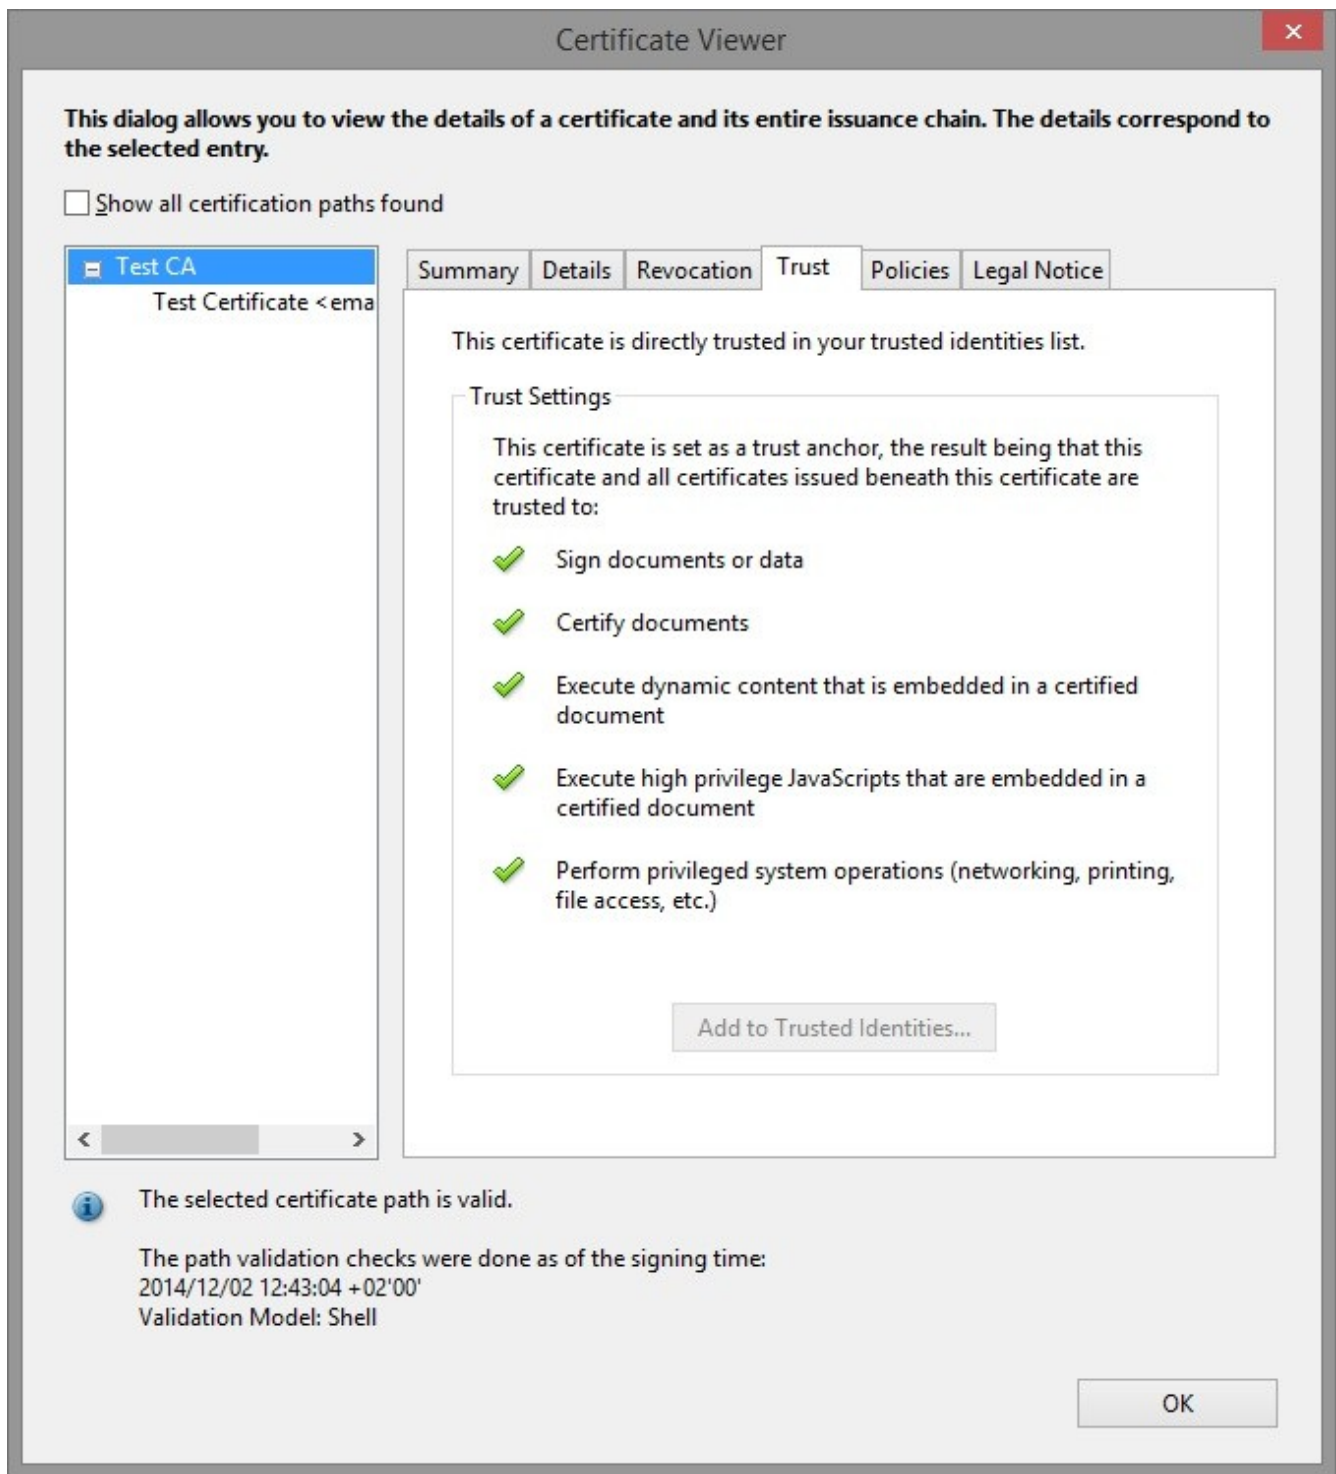 Certificate Viewer
This dialog allows you to view the details of a certificate and its entire issuance chain. The details correspond to
the selected entry.
Show all certification paths found
Test CA
Test Certificate <ema
Summary Details Revocation Trust Policies Legal Notice
This certificate is directly trusted in your trusted identities list.
Trust Settings
This certificate is set as a trust anchor, the result being that this
certificate and all certificates issued beneath this certificate are
trusted to:
Sign documents or data
Certify documents
Execute dynamic content that is embedded in a certified
document
Execute high privilege JavaScripts that are embedded in a
certified document
Perform privileged system operations (networking, printing,
file access, etc.)
Add to Trusted Identities...
The selected certificate path is valid.
The path validation checks were done as of the signing time:
2014/12/02 12:43:04 +02'00'
Validation Model: Shell
OK